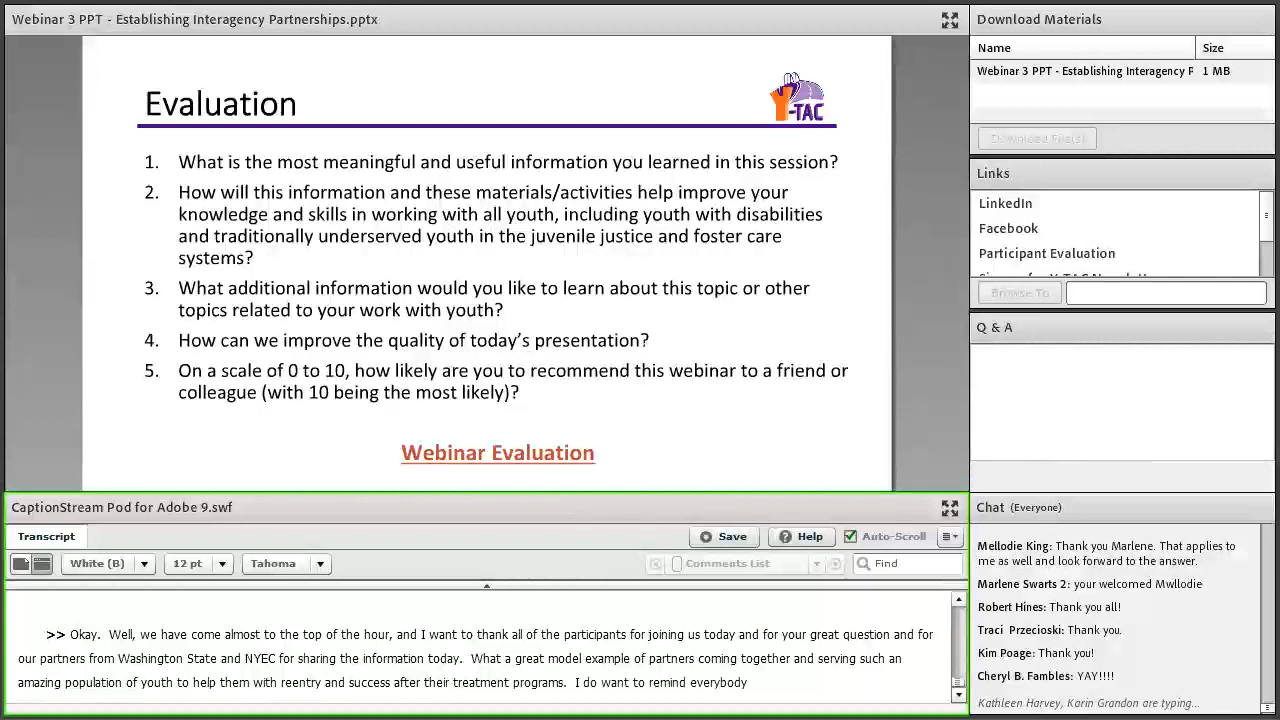 Webinar 3 PPT - Establishing Interagency Partnerships.pptx
Evaluation
Y-TAC
1. What is the most meaningful and useful information you learned in this session?
2. How will this information and these materials/activities help improve your
knowledge and skills in working with all youth, including youth with disabilities
and traditionally underserved youth in the juvenile justice and foster care
systems?
3. What additional information would you like to learn about this topic or other
topics related to your work with youth?
4. How can we improve the quality of today's presentation?
5. On a scale of 0 to 10, how likely are you to recommend this webinar to a friend or
colleague (with 10 being the most likely)?
Webinar Evaluation
CaptionStream Pod for Adobe 9.swf
Transcript
Save
Help
Auto-Scroll
White (B)
12 pt
Tahoma
Comments List
Find
>> Okay. Well, we have come almost to the top of the hour, and I want to thank all of the participants for joining us today and for your great question and for
our partners from Washington State and NYEC for sharing the information today. What a great model example of partners coming together and serving such an
amazing population of youth to help them with reentry and success after their treatment programs. I do want to remind everybody
Download Materials
Name Size
Webinar 3 PPT - Establishing Interagency P 1 MB
Download File(s)
Links
LinkedIn
Facebook
Participant Evaluation
Browse To
Q & A
Chat (Everyone)
Mellodie King: Thank you Marlene. That applies to
me as well and look forward to the answer.
Marlene Swarts 2: your welcomed Mwllodie
Robert Hines: Thank you all!
Traci Przecioski: Thank you.
Kim Poage: Thank you!
Cheryl B. Fambles: YAY!!!!
Kathleen Harvey, Karin Grandon are typing...